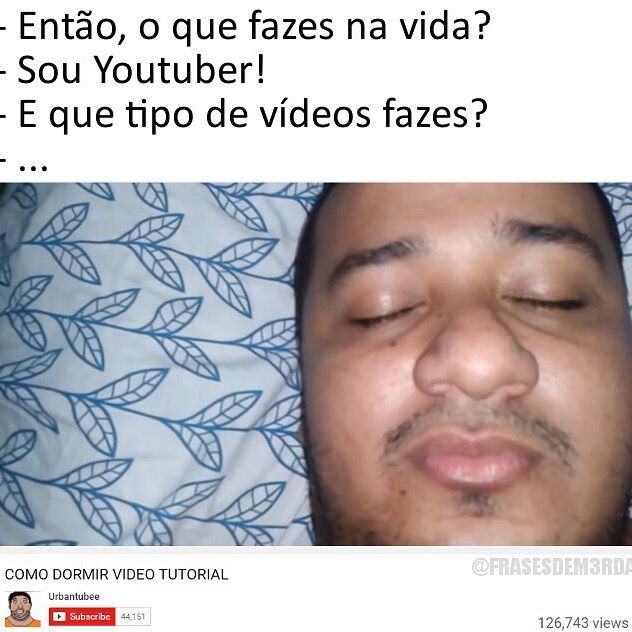 - Então, o que fazes na vida?
- Sou Youtuber!
- E que tipo de vídeos fazes?
- ...
COMO DORMIR VIDEO TUTORIAL
@FRASESDEM3RDA
Urbantubee
Subscribe 44,151
126,743 views